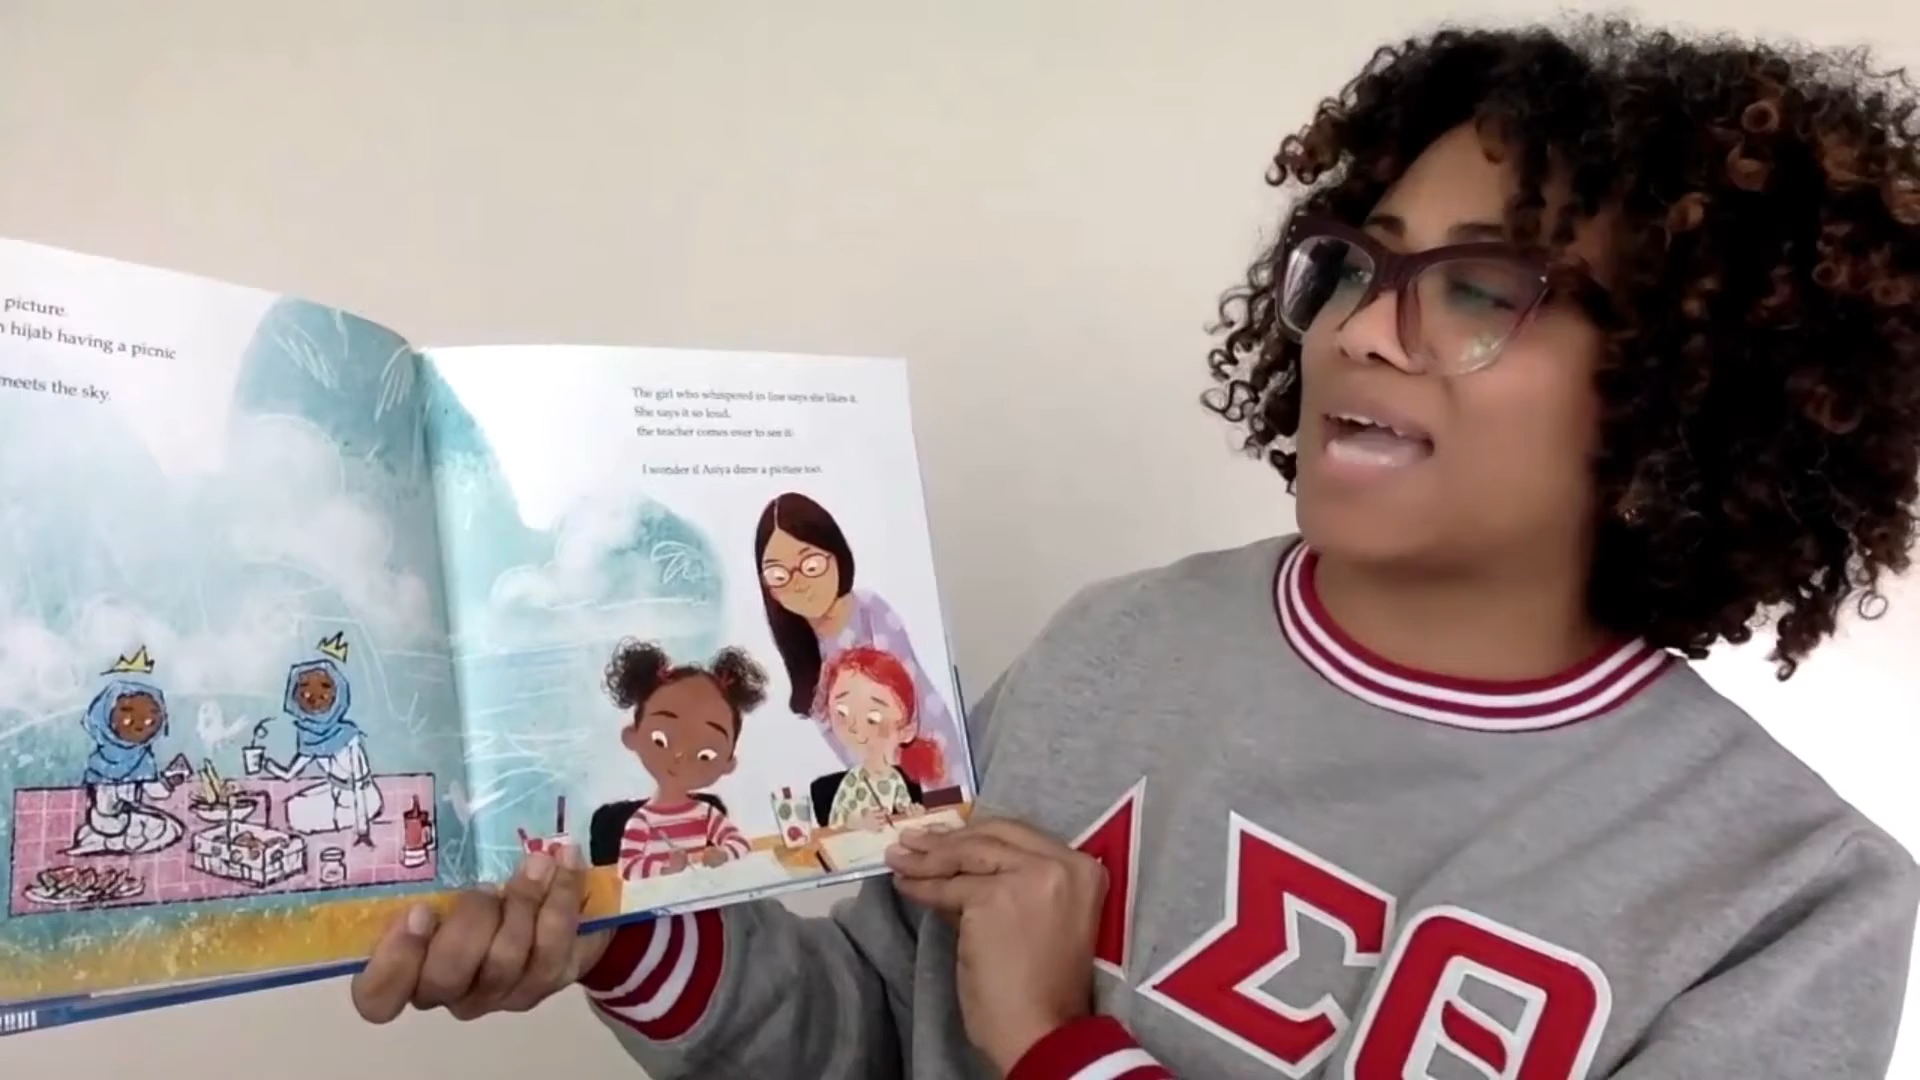 picture.
hijab having a picnic
meets the sky.
The girl who whispered in line says she likes it.
She says it so loud,
the teacher comes over to see it.
I wonder if Asiya drew a picture too.
ΔΣΘ